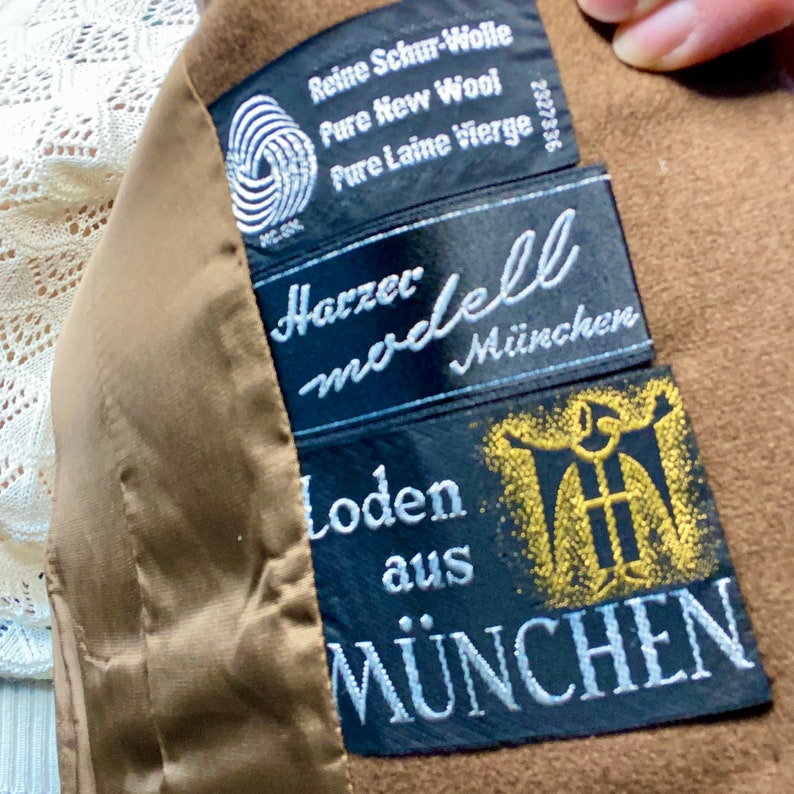 Reine Schur-Wolle
Pure New Wool
Pure Laine Vierge
Harzer
modell
München
Loden
aus
MÜNCHEN